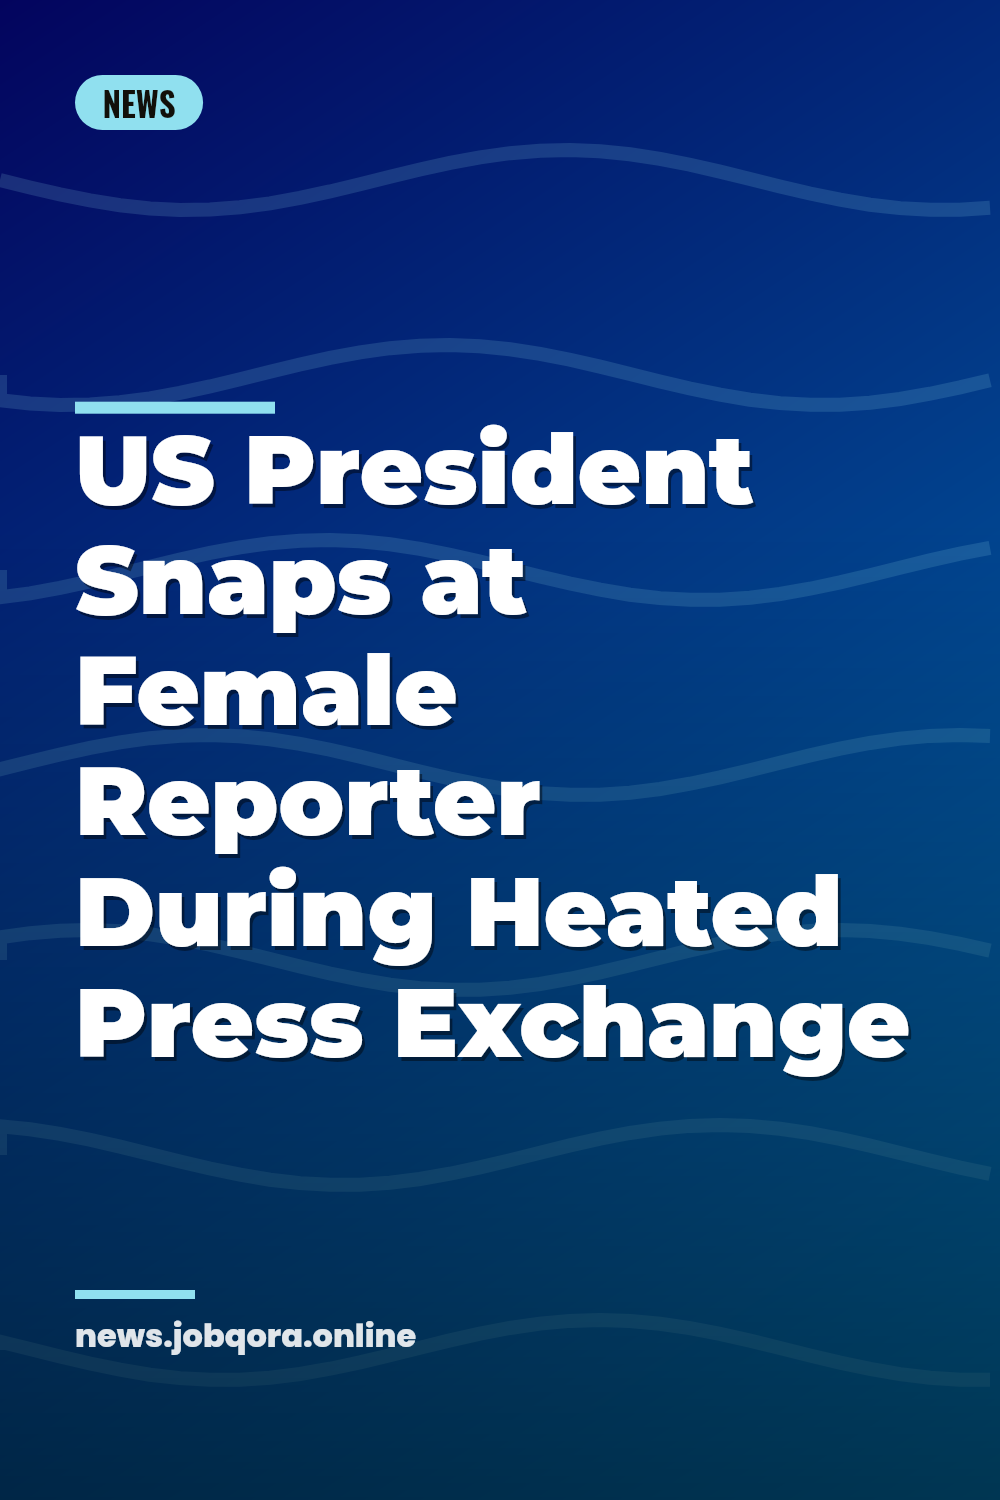 NEWS
US President
Snaps at
Female
Reporter
During Heated
Press Exchange
news.jobqora.online